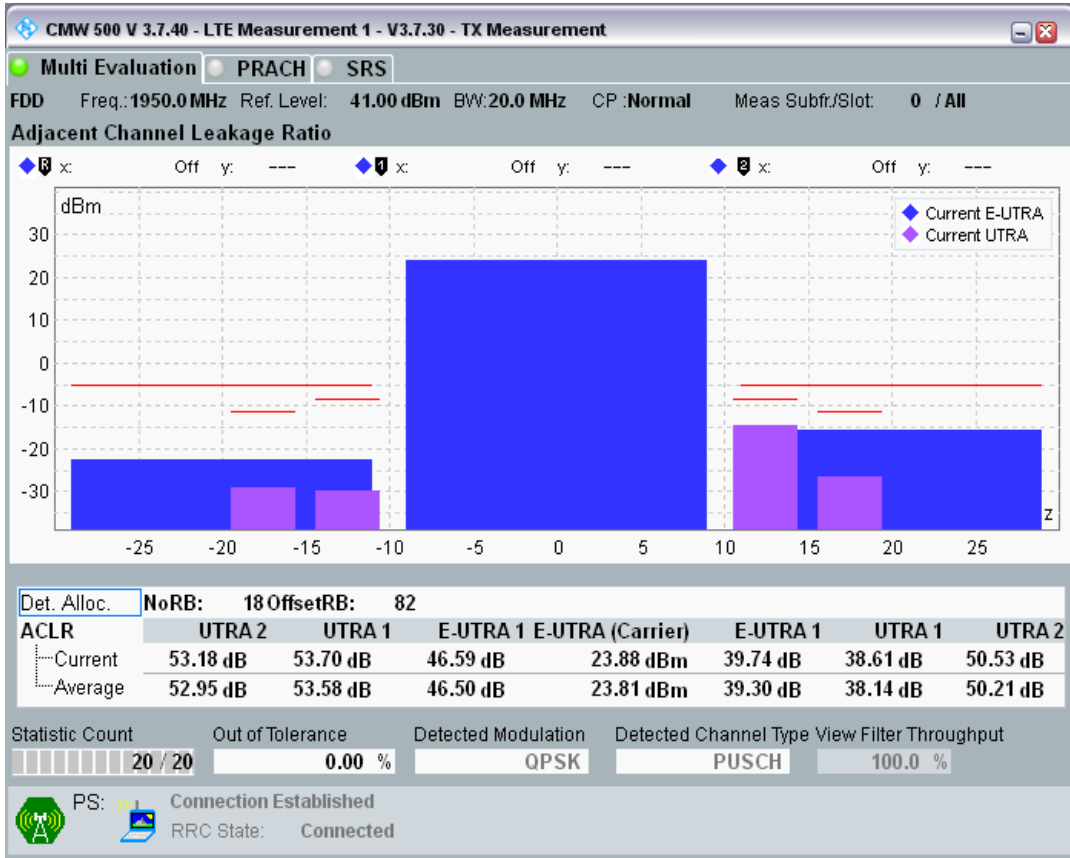 CMW 500 V 3.7.40 - LTE Measurement 1 - V3.7.30 - TX Measurement
Multi Evaluation PRACH SRS
FDD Freq.: 1950.0 MHz Ref. Level: 41.00 dBm BW: 20.0 MHz CP : Normal Meas Subfr./Slot: 0 / All
Adjacent Channel Leakage Ratio
R x: Off y: --- 1 x: Off y: --- 2 x: Off y: ---
dBm
Current E-UTRA
Current UTRA
30
20
10
0
-10
-20
-30
z
-25 -20 -15 -10 -5 0 5 10 15 20 25
Det. Alloc. NoRB: 18 OffsetRB: 82
ACLR UTRA 2 UTRA 1 E-UTRA 1 E-UTRA (Carrier) E-UTRA 1 UTRA 1 UTRA 2
Current 53.18 dB 53.70 dB 46.59 dB 23.88 dBm 39.74 dB 38.61 dB 50.53 dB
Average 52.95 dB 53.58 dB 46.50 dB 23.81 dBm 39.30 dB 38.14 dB 50.21 dB
Statistic Count Out of Tolerance Detected Modulation Detected Channel Type View Filter Throughput
20 / 20 0.00 % QPSK PUSCH 100.0 %
PS: Connection Established
RRC State: Connected